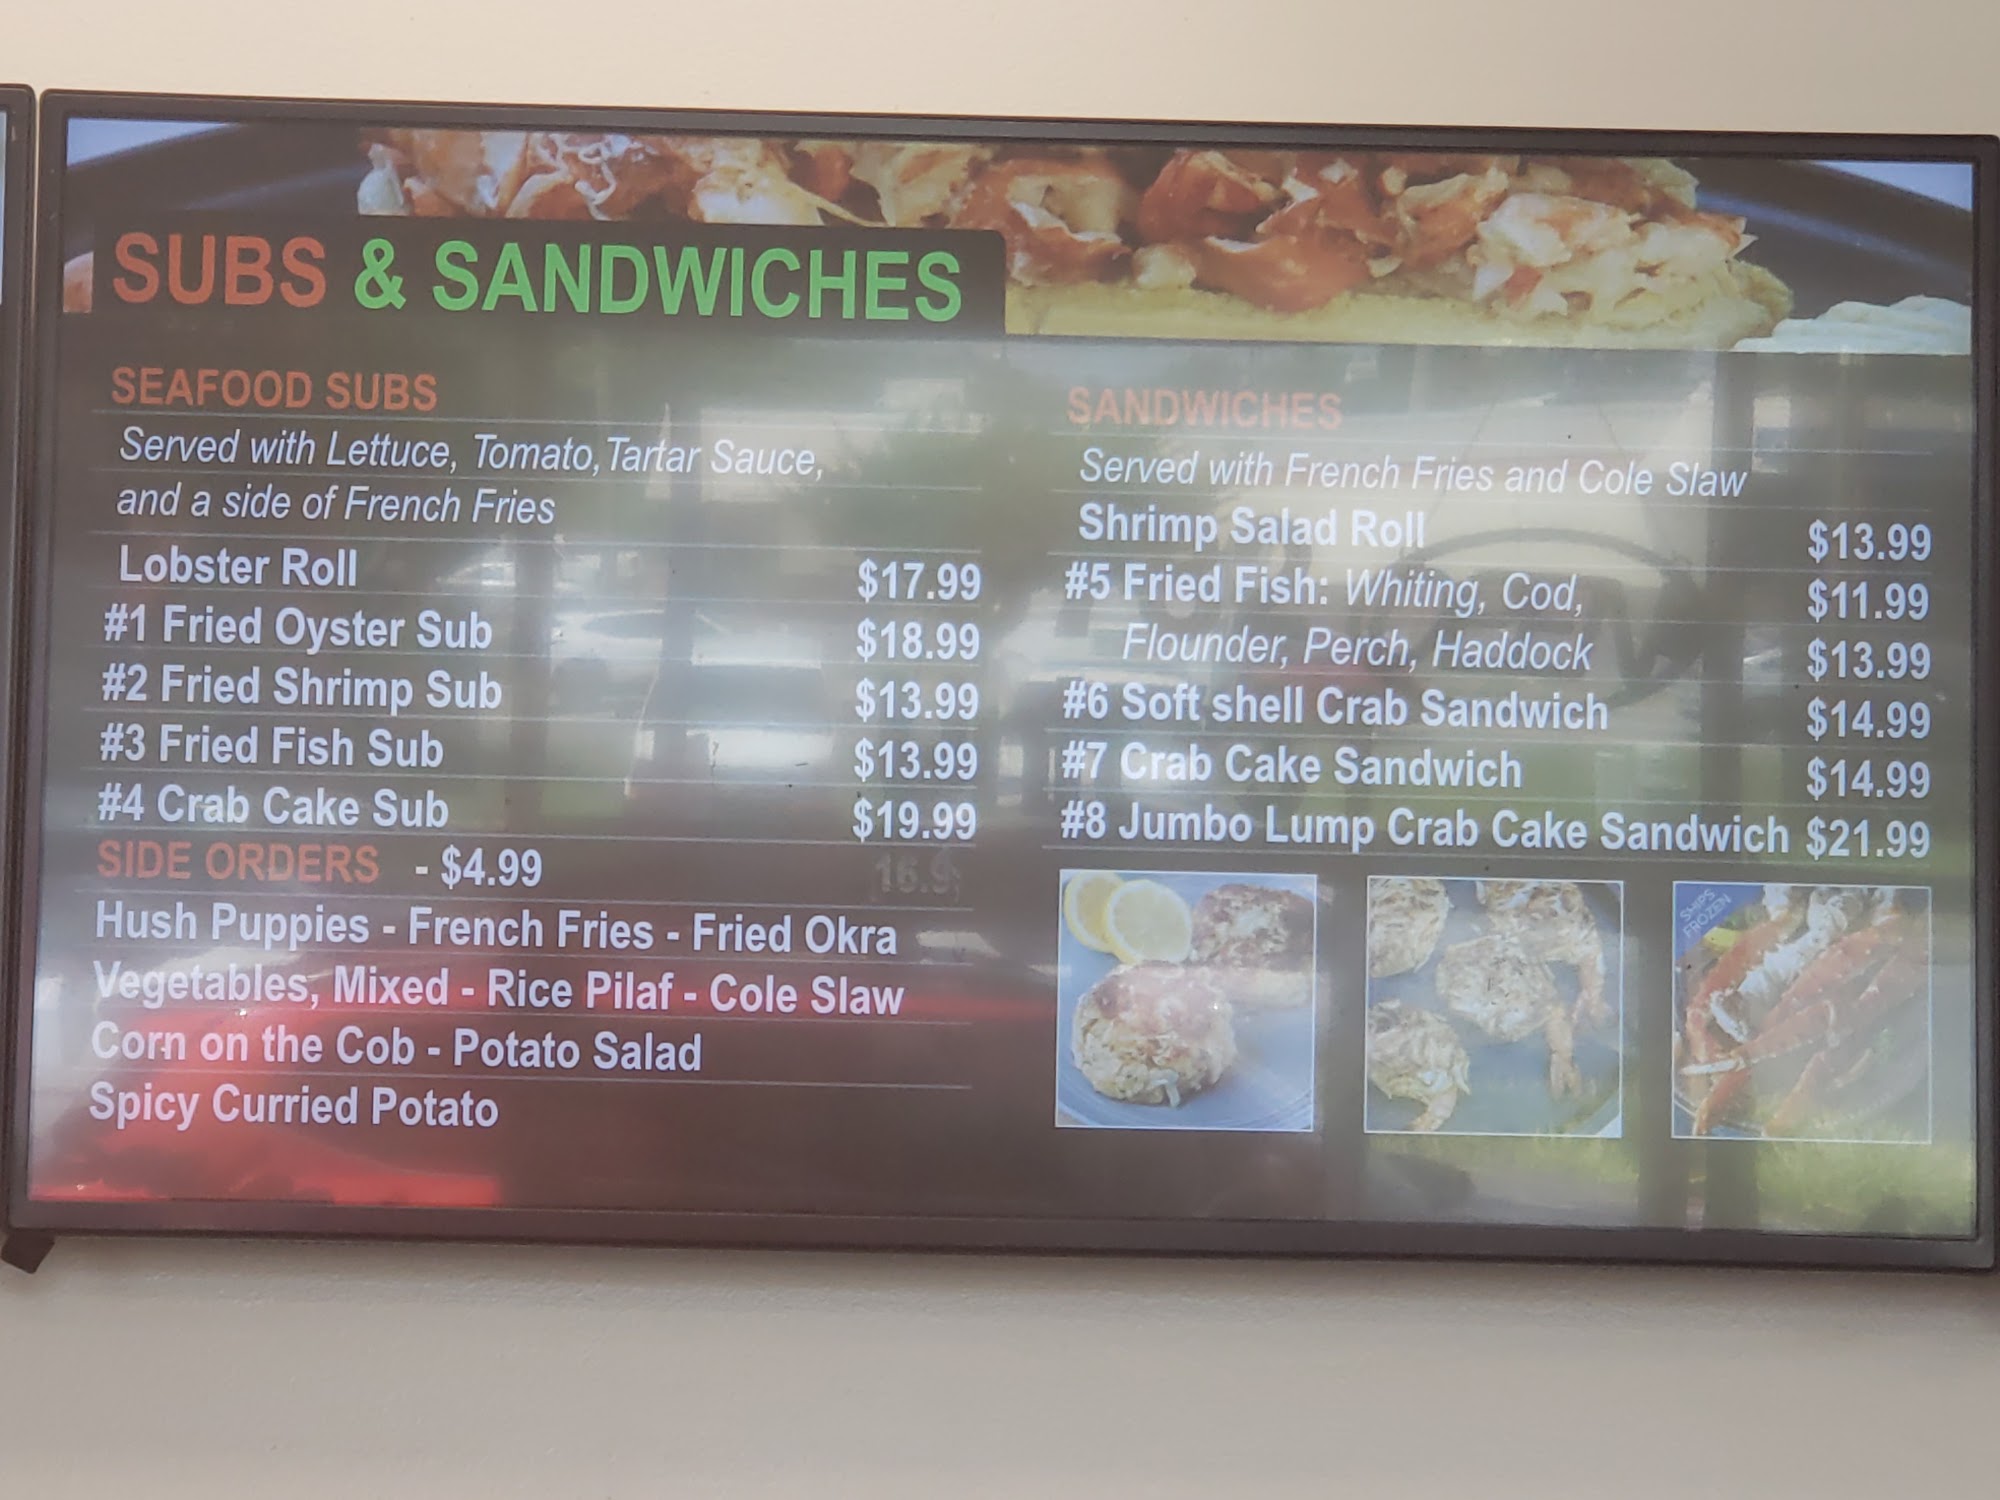 SUBS & SANDWICHES
SEAFOOD SUBS
Served with Lettuce, Tomato, Tartar Sauce,
and a side of French Fries
Lobster Roll $17.99
#1 Fried Oyster Sub $18.99
#2 Fried Shrimp Sub $13.99
#3 Fried Fish Sub $13.99
#4 Crab Cake Sub $19.99
SIDE ORDERS - $4.99
Hush Puppies - French Fries - Fried Okra
Vegetables, Mixed - Rice Pilaf - Cole Slaw
Corn on the Cob - Potato Salad
Spicy Curried Potato
SANDWICHES
Served with French Fries and Cole Slaw
Shrimp Salad Roll $13.99
#5 Fried Fish: Whiting, Cod, $11.99
Flounder, Perch, Haddock $13.99
#6 Soft shell Crab Sandwich $14.99
#7 Crab Cake Sandwich $14.99
#8 Jumbo Lump Crab Cake Sandwich $21.99
SHIPS
FROZEN